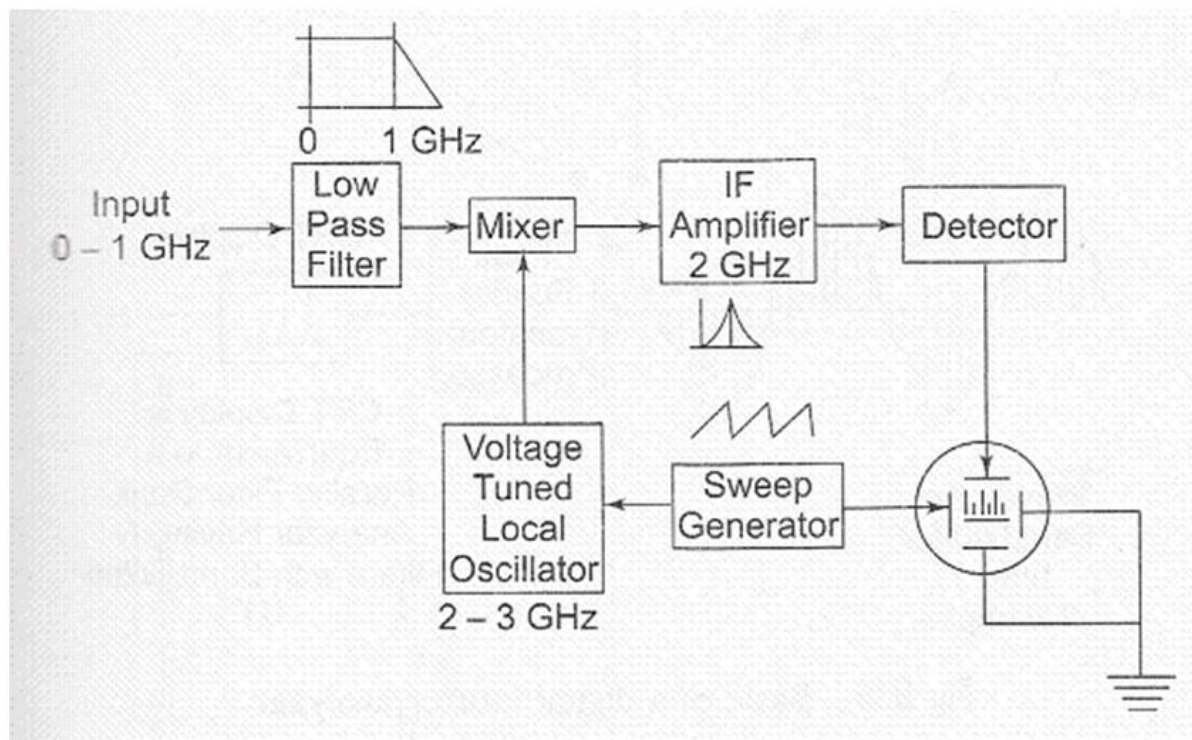 0 1 GHz
Input
0 – 1 GHz
Low
Pass
Filter
Mixer
IF
Amplifier
2 GHz
Detector
Voltage
Tuned
Local
Oscillator
2 – 3 GHz
Sweep
Generator